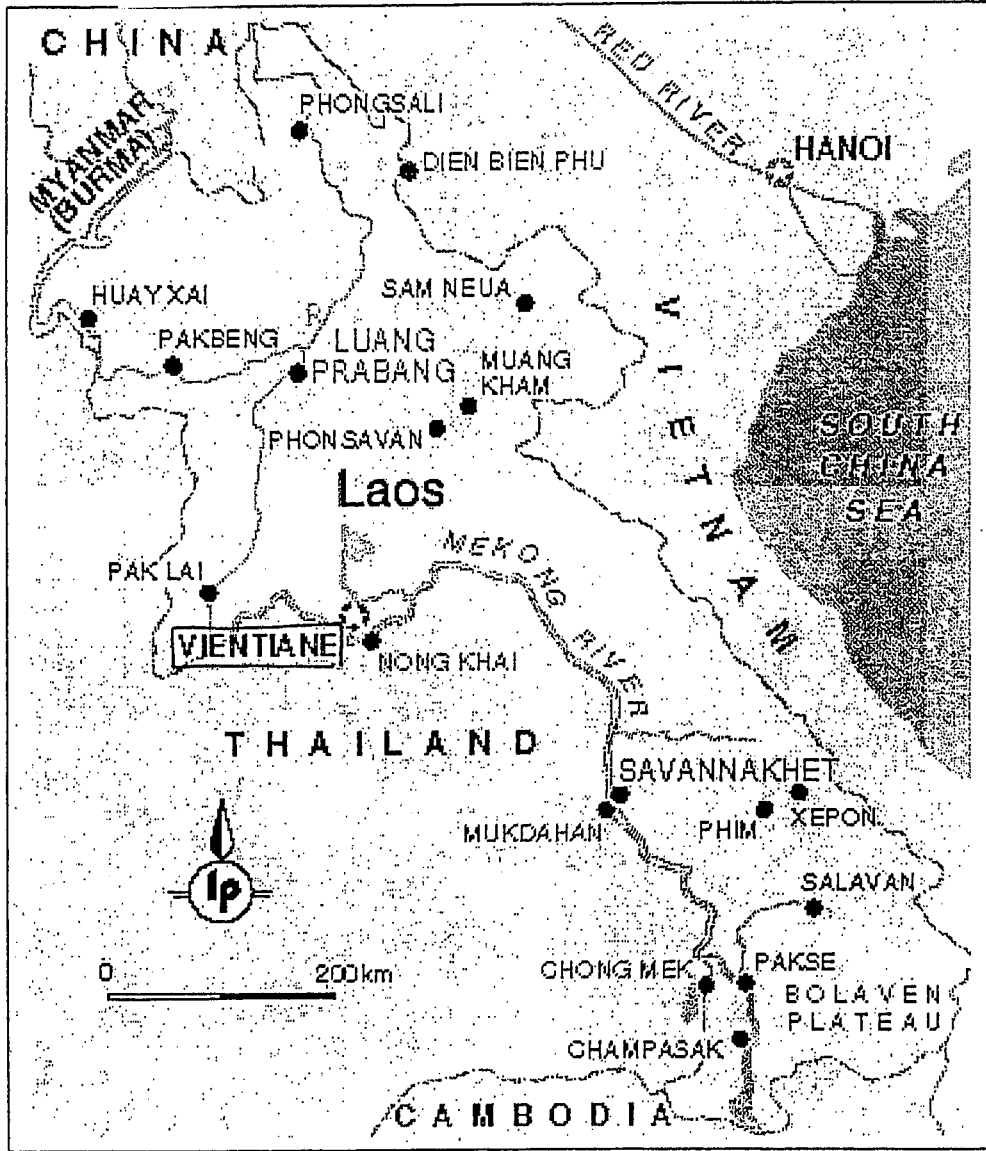 CHINA
RED RIVER
PHONGSALI
HANOI
MYANMAR
(BURMA)
DIEN BIEN PHU
HUAY XAI
SAM NEUA
PAKBENG
LUANG
PRABANG
MUANG
KHAM
PHONSAVAN
VIETNAM
SOUTH
CHINA
SEA
Laos
MEKONG RIVER
PAK LAI
VIENTIANE
NONG KHAI
THAILAND
SAVANNAKHET
MUKDAHAN
PHIM
XEPON
lp
SALAVAN
0 200km
CHONG MEK
PAKSE
BOLAVEN
PLATEAU
CHAMPASAK
CAMBODIA